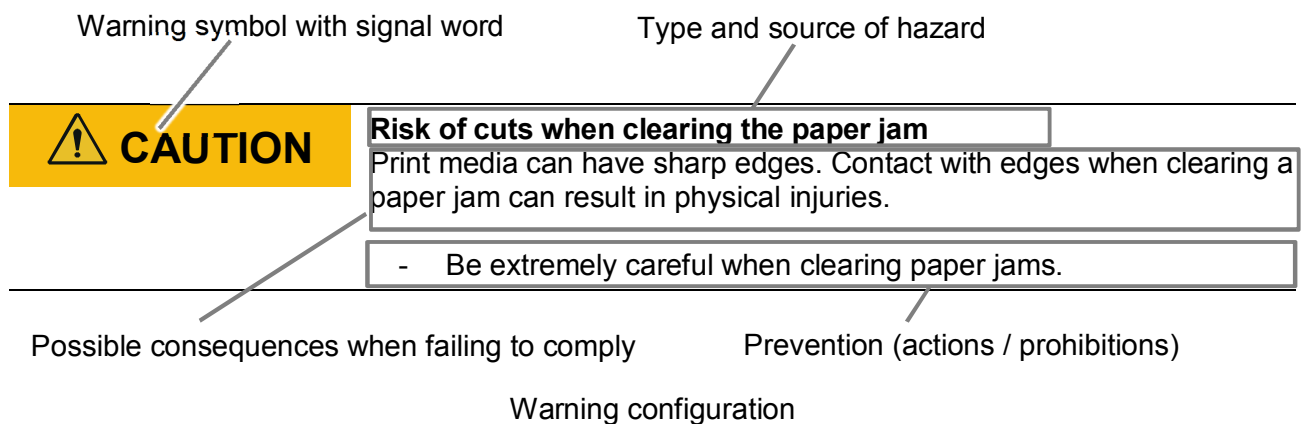 Warning symbol with signal word
Type and source of hazard
CAUTION
Risk of cuts when clearing the paper jam
Print media can have sharp edges. Contact with edges when clearing a
paper jam can result in physical injuries.
- Be extremely careful when clearing paper jams.
Possible consequences when failing to comply
Prevention (actions / prohibitions)
Warning configuration